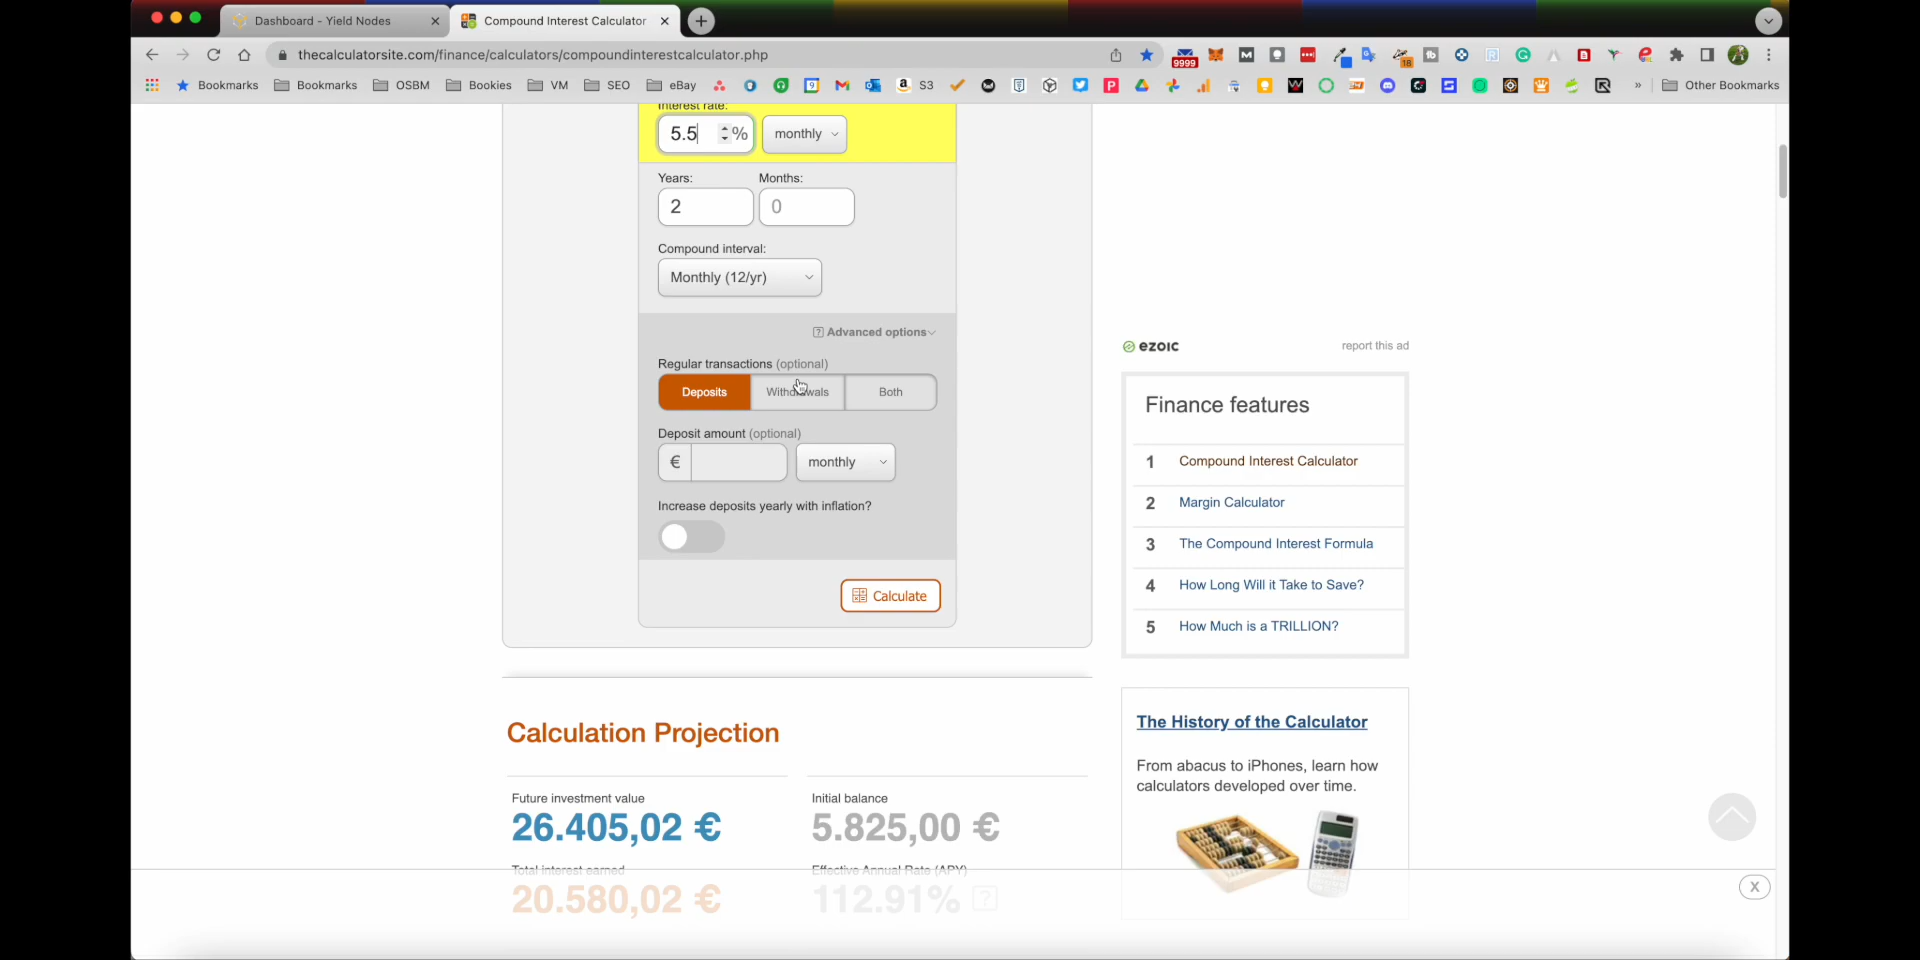 Dashboard - Yield Nodes
Compound Interest Calculator
thecalculatorsite.com/finance/calculators/compoundinterestcalculator.php
9999
18
Bookmarks
Bookmarks
OSBM
Bookies
VM
SEO
eBay
S3
»
Other Bookmarks
Interest rate:
5.5
%
monthly
Years:
Months:
2
0
Compound interval:
Monthly (12/yr)
Advanced options
Regular transactions (optional)
Deposits
Withdrawals
Both
Deposit amount (optional)
€
monthly
Increase deposits yearly with inflation?
Calculate
Calculation Projection
Future investment value
26.405,02 €
Initial balance
5.825,00 €
Total interest earned
20.580,02 €
Effective Annual Rate (APY)
112.91%
?
ezoic
report this ad
Finance features
1 Compound Interest Calculator
2 Margin Calculator
3 The Compound Interest Formula
4 How Long Will it Take to Save?
5 How Much is a TRILLION?
The History of the Calculator
From abacus to iPhones, learn how
calculators developed over time.
X